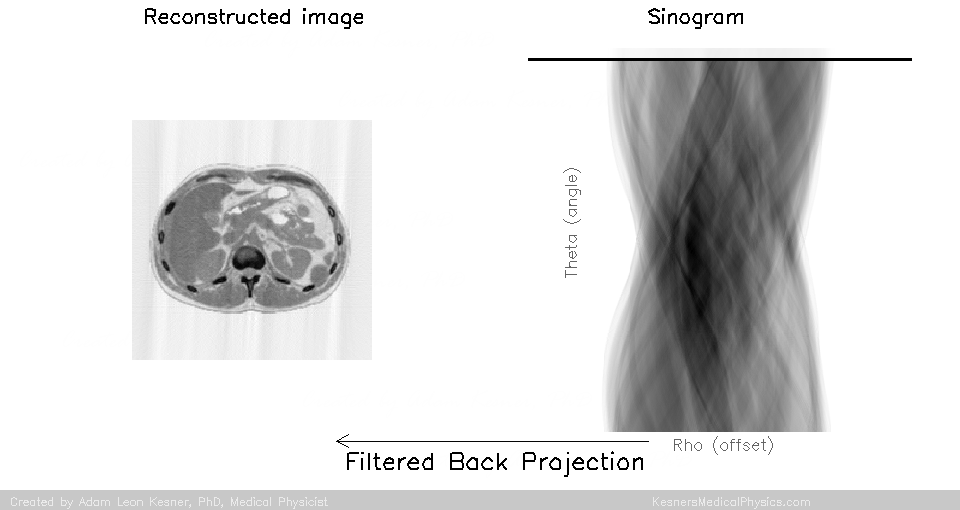 Reconstructed image
Sinogram
Theta (angle)
Rho (offset)
Filtered Back Projection
Created by Adam Leon Kesner, PhD, Medical Physicist
KesnersMedicalPhysics.com